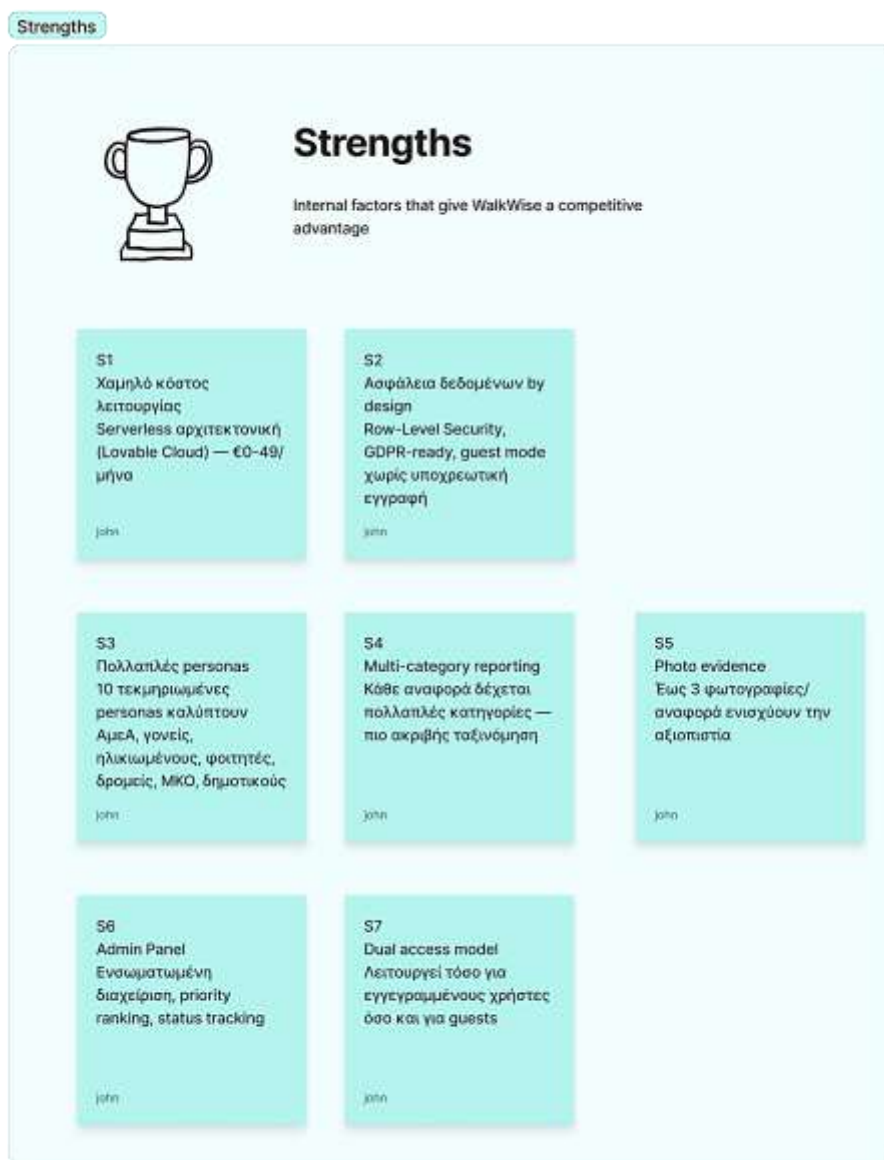 Strengths
Strengths
Internal factors that give WalkWise a competitive
advantage
S1
Χαμηλό κόστος
λειτουργίας
Serverless αρχιτεκτονική
(Lovable Cloud) — €0-49/
μήνα
john
S2
Ασφάλεια δεδομένων by
design
Row-Level Security,
GDPR-ready, guest mode
χωρίς υποχρεωτική
εγγραφή
john
S3
Πολλαπλές personas
10 τεκμηριωμένες
personas καλύπτουν
ΑμεΑ, γονείς,
ηλικιωμένους, φοιτητές,
δρομείς, ΜΚΟ, δημοτικούς
john
S4
Multi-category reporting
Κάθε αναφορά δέχεται
πολλαπλές κατηγορίες —
πιο ακριβής ταξινόμηση
john
S5
Photo evidence
Έως 3 φωτογραφίες/
αναφορά ενισχύουν την
αξιοπιστία
john
S6
Admin Panel
Ενσωματωμένη
διαχείριση, priority
ranking, status tracking
john
S7
Dual access model
Λειτουργεί τόσο για
εγγεγραμμένους χρήστες
όσο και για guests
john